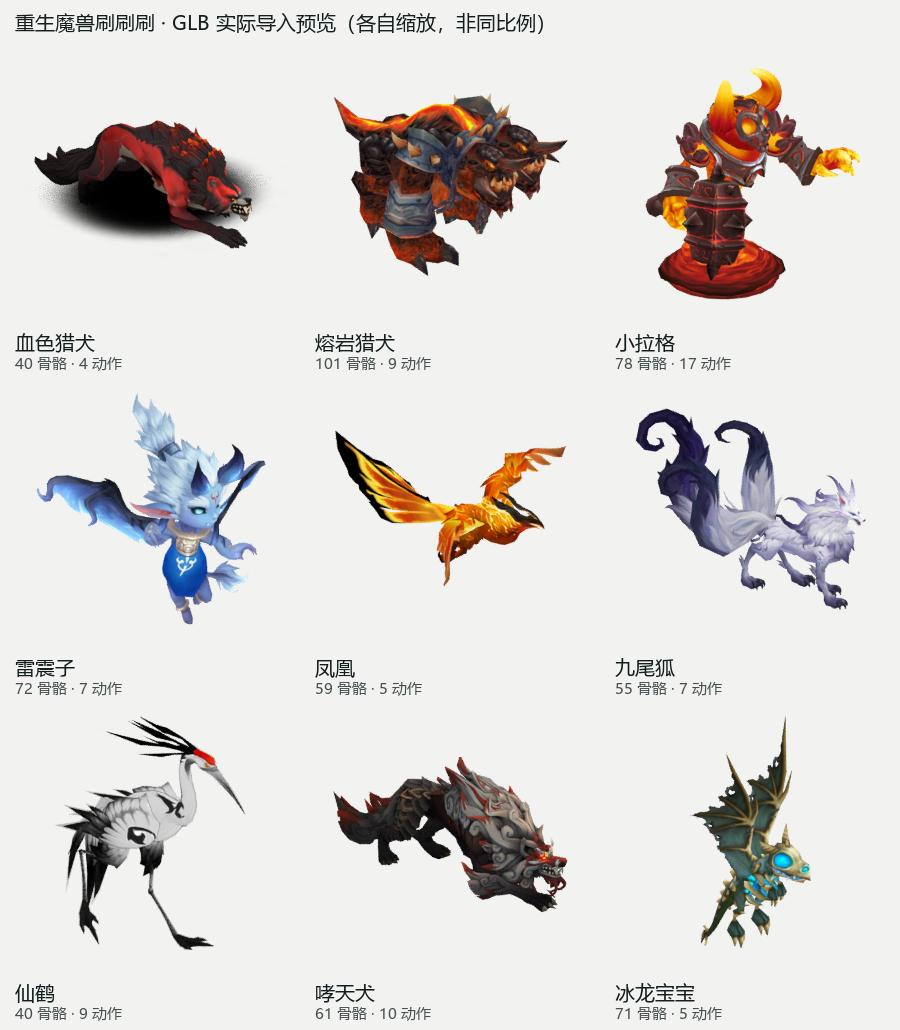 重生魔兽刷刷刷 · GLB 实际导入预览（各自缩放，非同比例）
血色猎犬
40 骨骼 · 4 动作
熔岩猎犬
101 骨骼 · 9 动作
小拉格
78 骨骼 · 17 动作
雷震子
72 骨骼 · 7 动作
凤凰
59 骨骼 · 5 动作
九尾狐
55 骨骼 · 7 动作
仙鹤
40 骨骼 · 9 动作
哮天犬
61 骨骼 · 10 动作
冰龙宝宝
71 骨骼 · 5 动作